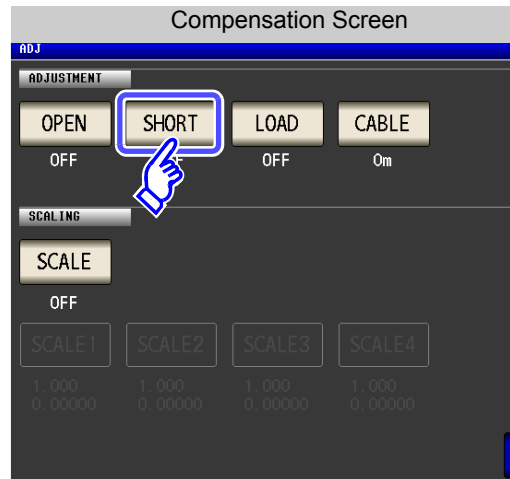 Compensation Screen
ADJ
ADJUSTMENT
OPEN SHORT LOAD CABLE
OFF OFF 0m
SCALING
SCALE
OFF
SCALE1 SCALE2 SCALE3 SCALE4
1.000 1.000 1.000 1.000
0.00000 0.00000 0.00000 0.00000